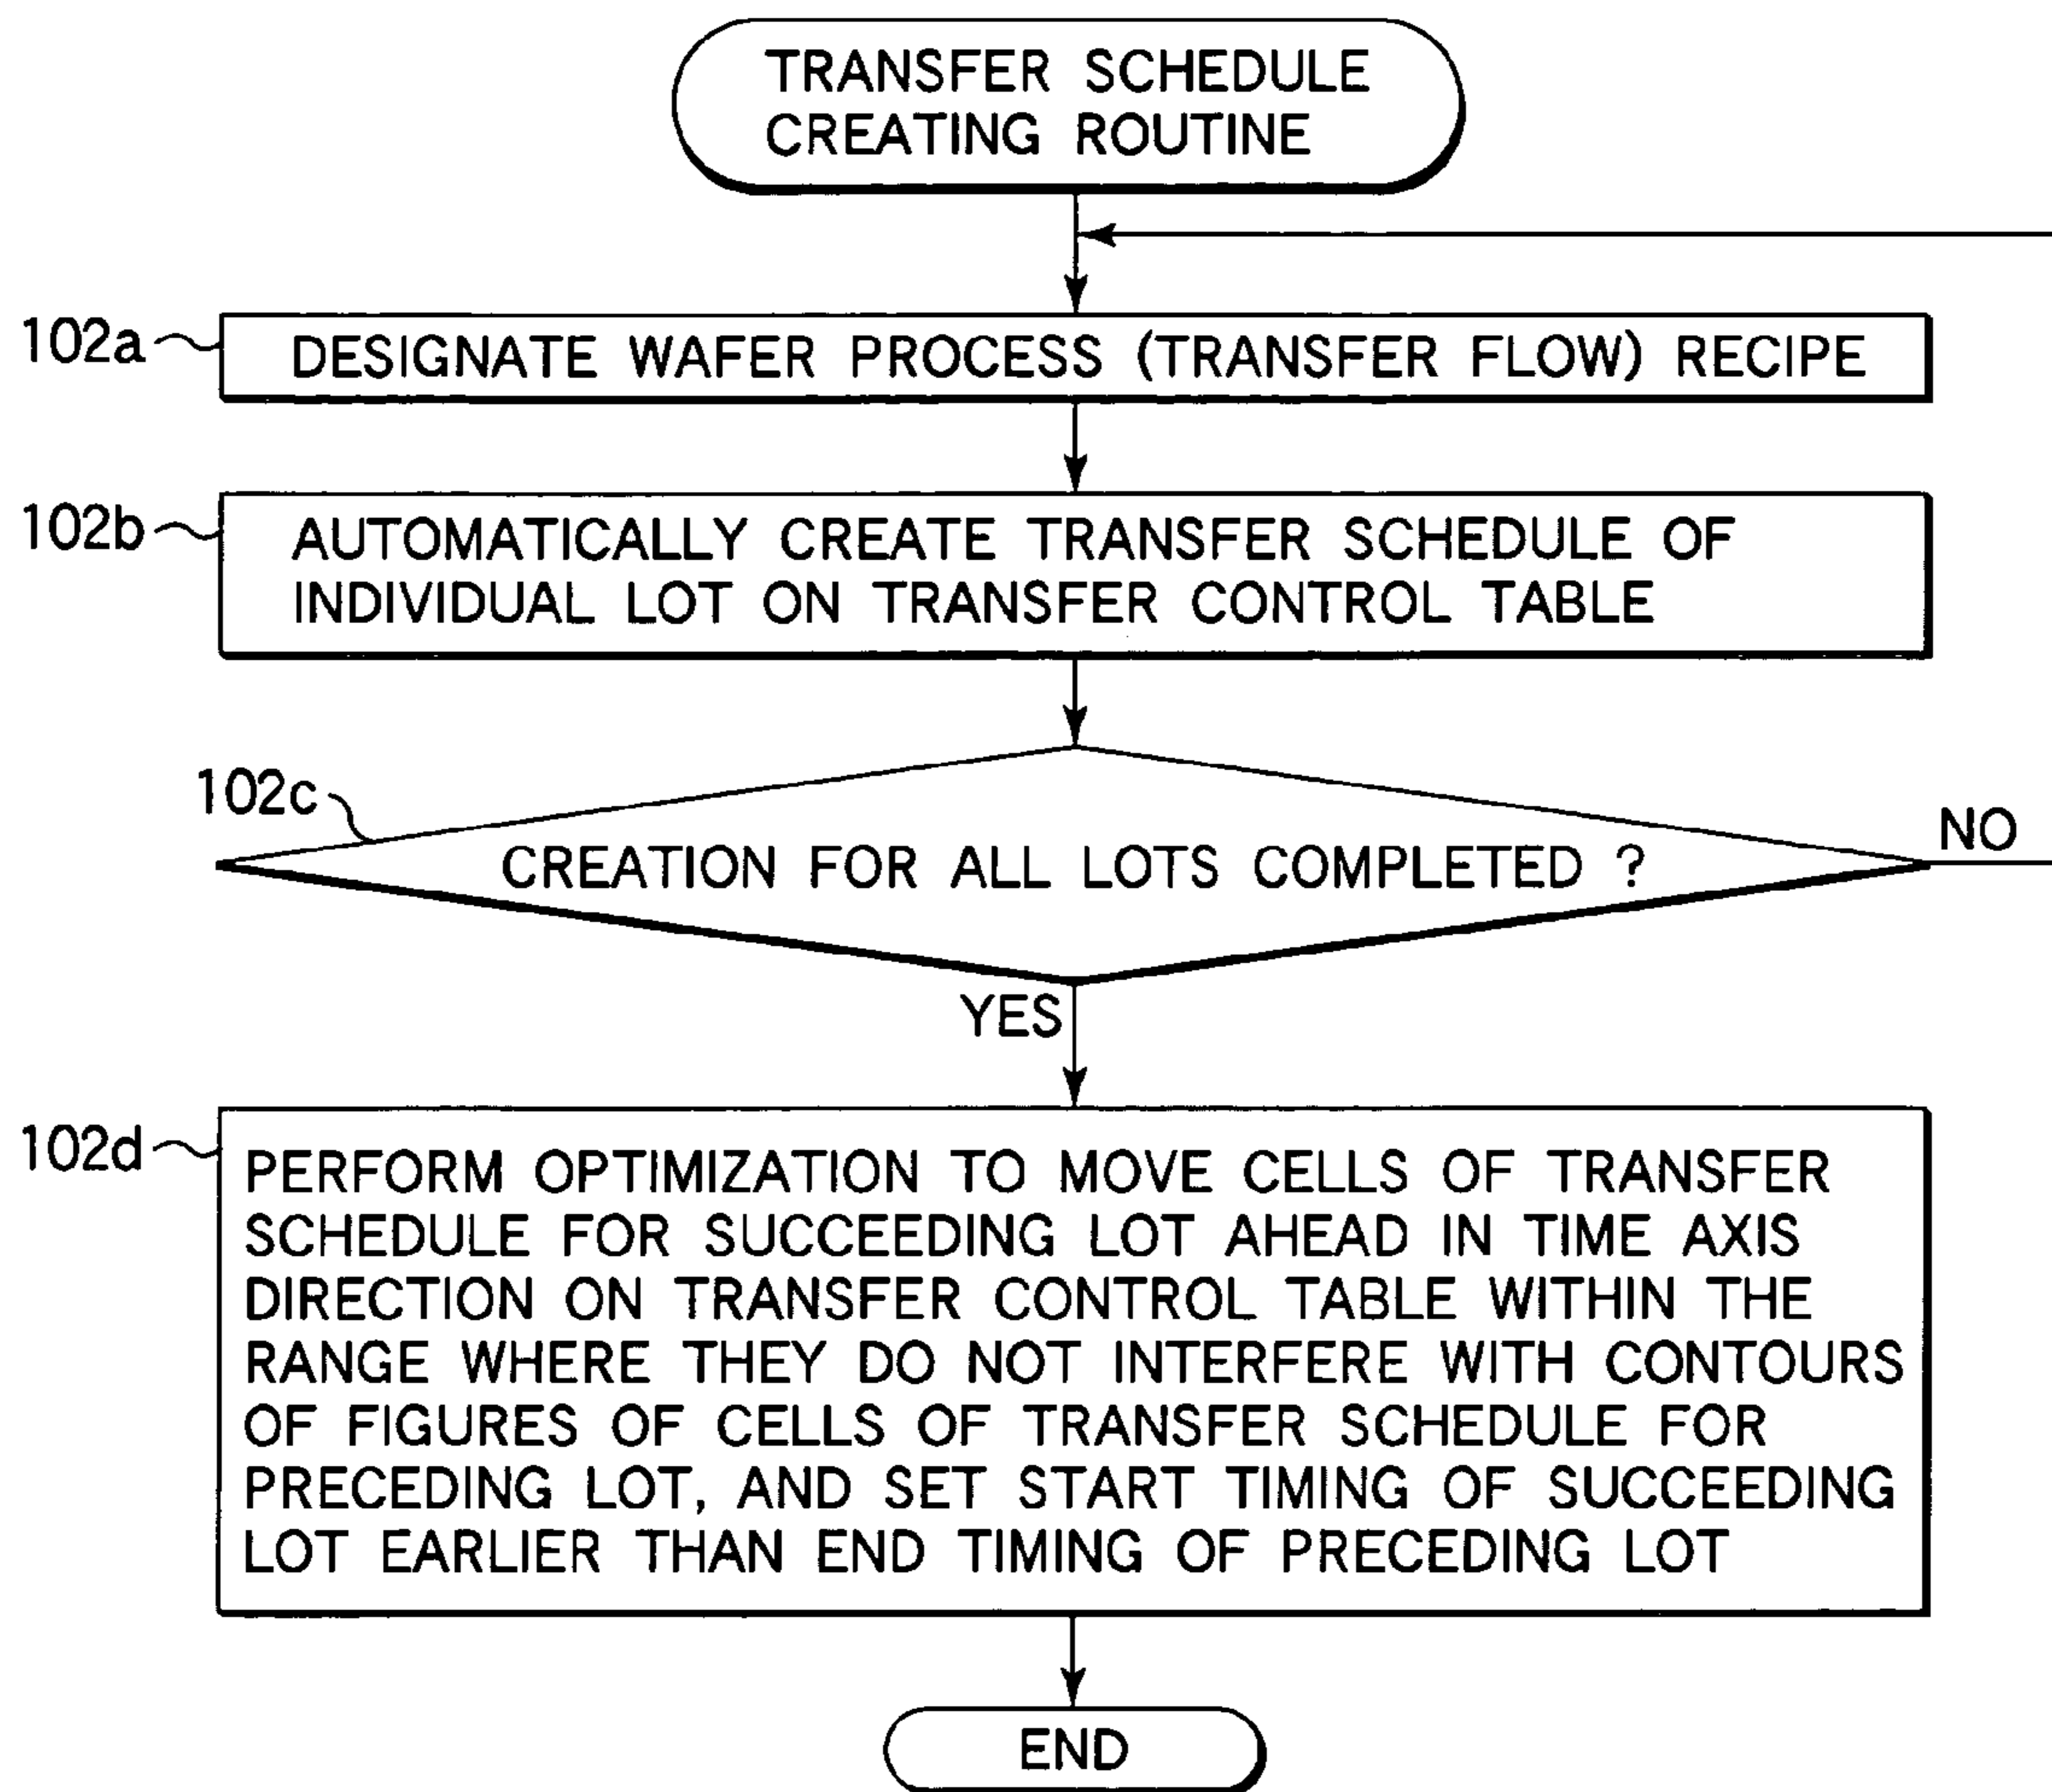 TRANSFER SCHEDULE
CREATING ROUTINE
102a
DESIGNATE WAFER PROCESS (TRANSFER FLOW) RECIPE
102b
AUTOMATICALLY CREATE TRANSFER SCHEDULE OF
INDIVIDUAL LOT ON TRANSFER CONTROL TABLE
102c
NO
CREATION FOR ALL LOTS COMPLETED ?
YES
102d
PERFORM OPTIMIZATION TO MOVE CELLS OF TRANSFER
SCHEDULE FOR SUCCEEDING LOT AHEAD IN TIME AXIS
DIRECTION ON TRANSFER CONTROL TABLE WITHIN THE
RANGE WHERE THEY DO NOT INTERFERE WITH CONTOURS
OF FIGURES OF CELLS OF TRANSFER SCHEDULE FOR
PRECEDING LOT, AND SET START TIMING OF SUCCEEDING
LOT EARLIER THAN END TIMING OF PRECEDING LOT
END